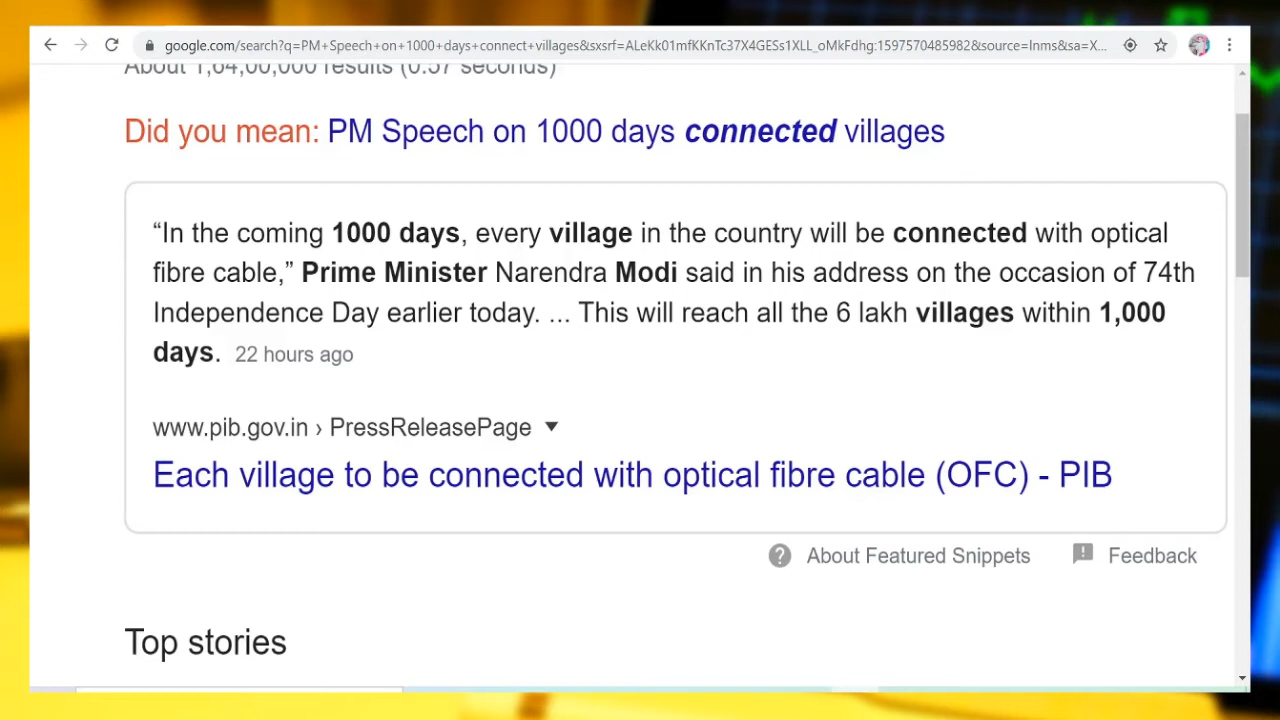 google.com/search?q=PM+Speech+on+1000+days+connect+villages&sxsrf=ALeKk01mfKKnTc37X4GESs1XLL_oMkFdhg:1597570485982&source=lnms&sa=X...
About 1,64,00,000 results (0.57 seconds)
Did you mean: PM Speech on 1000 days connected villages
“In the coming 1000 days, every village in the country will be connected with optical
fibre cable,” Prime Minister Narendra Modi said in his address on the occasion of 74th
Independence Day earlier today. ... This will reach all the 6 lakh villages within 1,000
days. 22 hours ago
www.pib.gov.in › PressReleasePage
Each village to be connected with optical fibre cable (OFC) - PIB
About Featured Snippets Feedback
Top stories